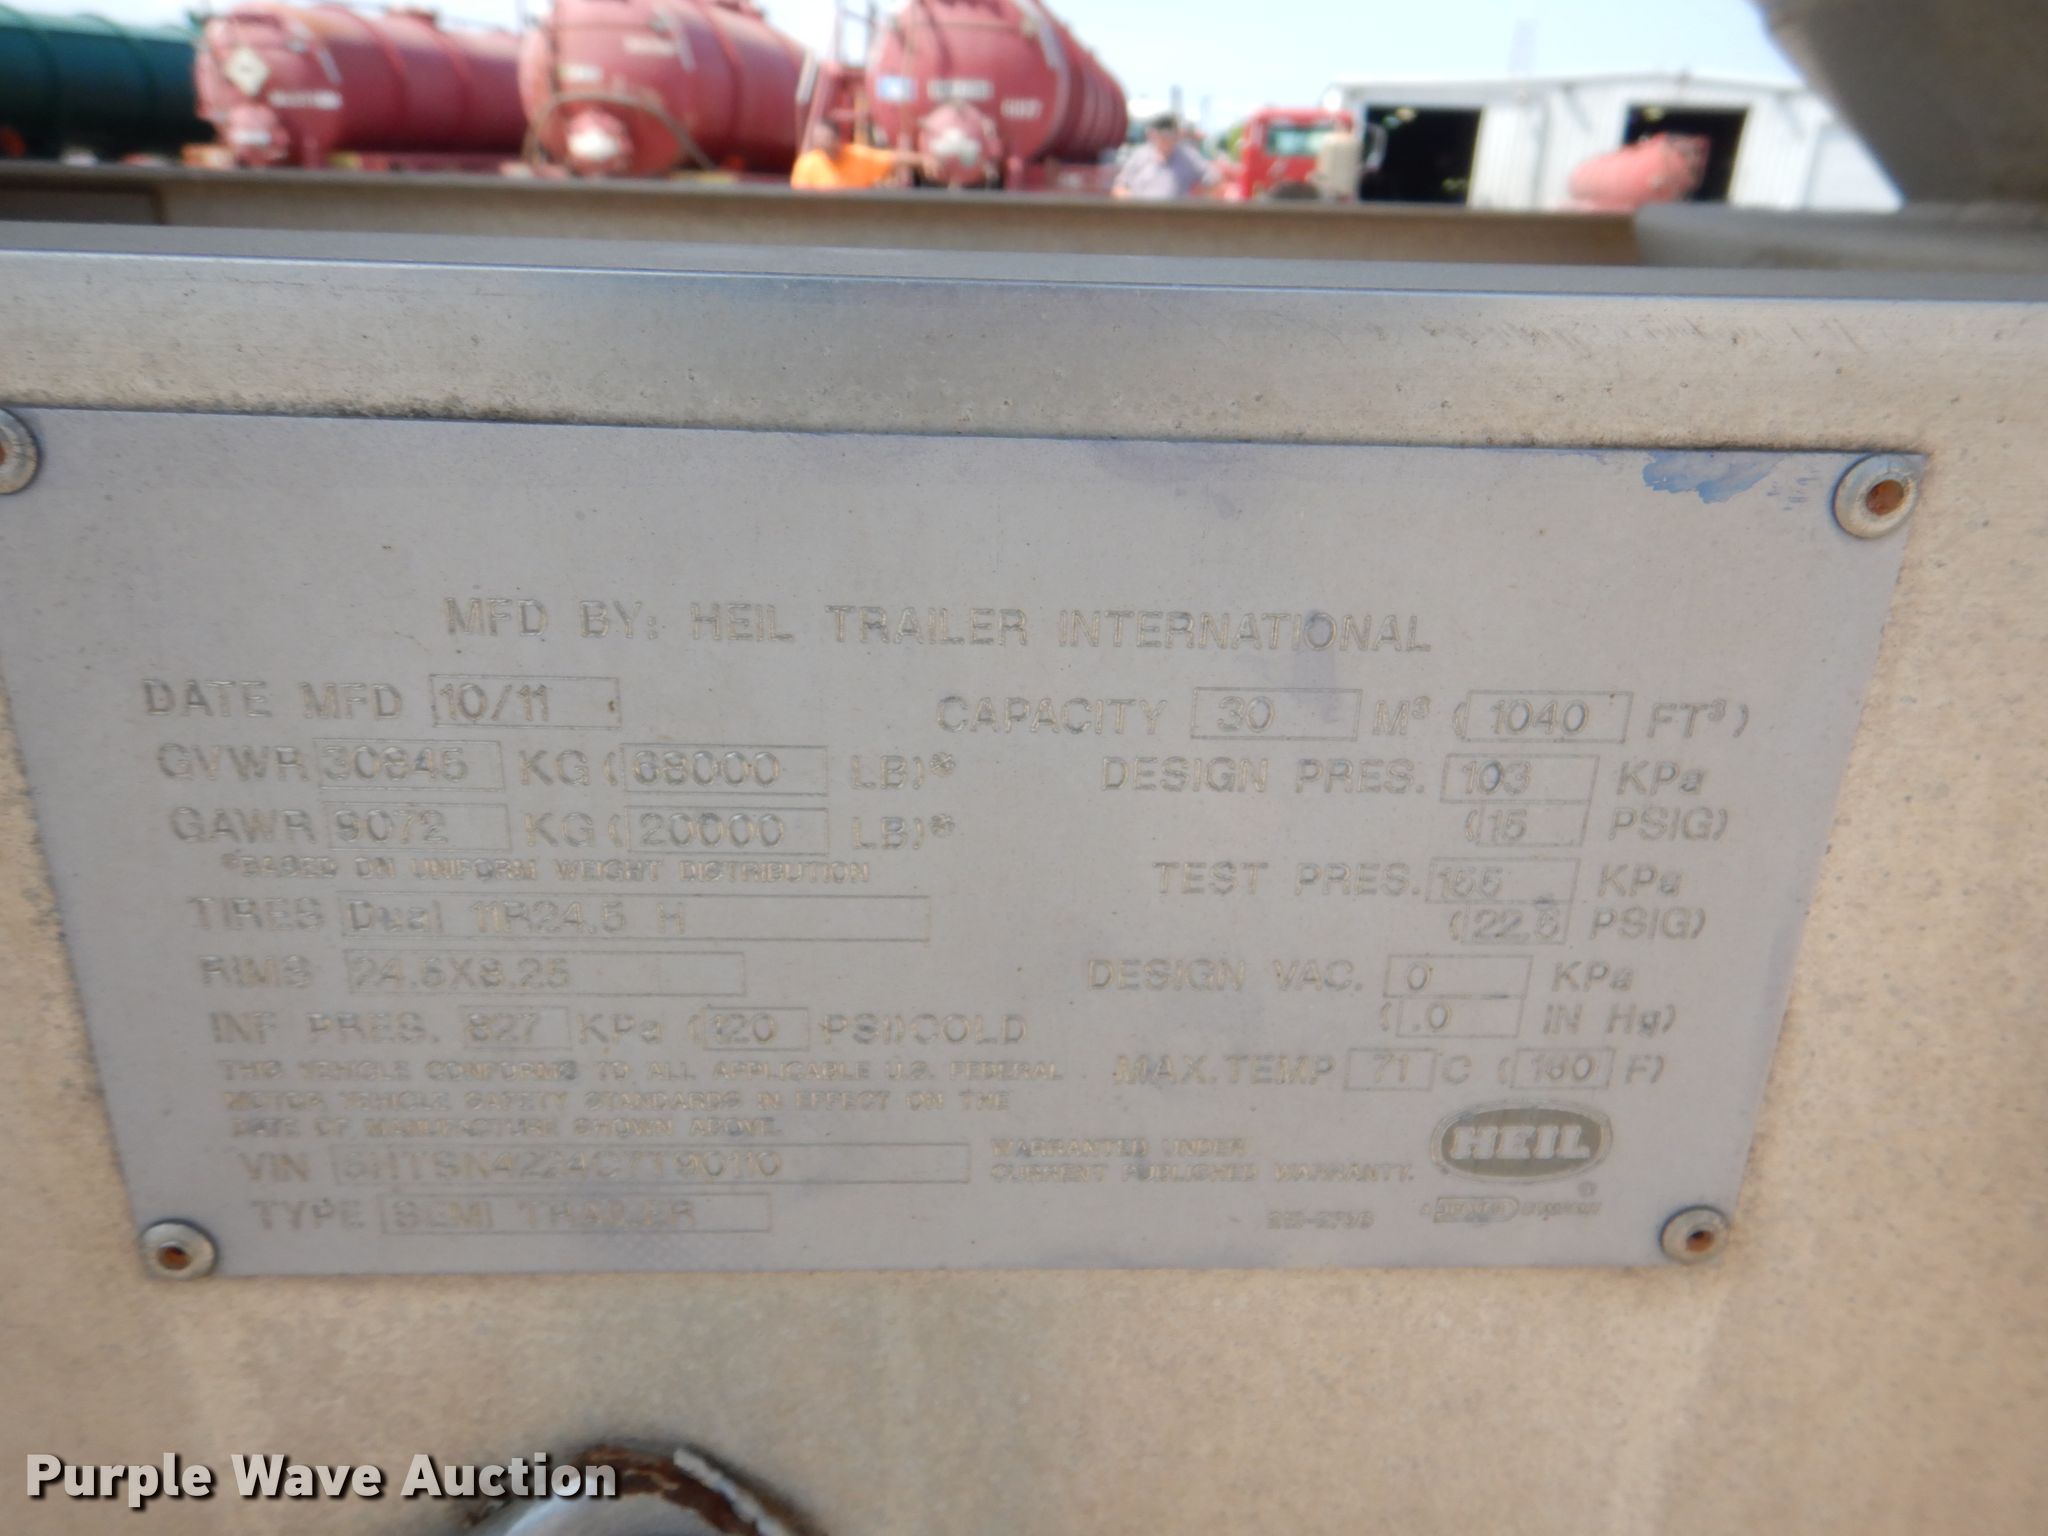 MFD BY: HEIL TRAILER INTERNATIONAL
DATE MFD 10/11
CAPACITY 30 M³ (1040 FT³)
GVWR 30845 KG (68000 LB)*
DESIGN PRES. 103 KPa
(15 PSIG)
GAWR 9072 KG (20000 LB)*
*BASED ON UNIFORM WEIGHT DISTRIBUTION
TEST PRES. 155 KPa
(22.5 PSIG)
TIRES Dual 11R24.5 H
RIMS 24.5X8.25
DESIGN VAC. 0 KPa
(.0 IN Hg)
INF PRES. 827 KPa (120 PSI)COLD
MAX. TEMP 71 C (160 F)
THIS VEHICLE CONFORMS TO ALL APPLICABLE U.S. FEDERAL
MOTOR VEHICLE SAFETY STANDARDS IN EFFECT ON THE
DATE OF MANUFACTURE SHOWN ABOVE.
VIN 5HTSN4224C7T90110
WARRANTED UNDER
CURRENT PUBLISHED WARRANTY.
TYPE SEMI TRAILER
HEIL
®
Purple Wave Auction